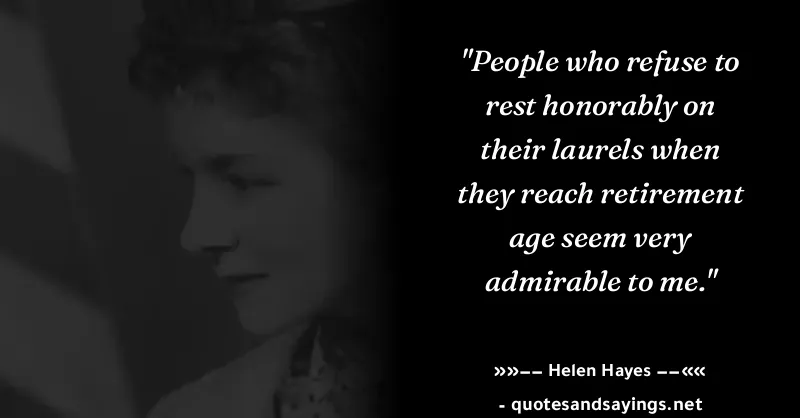 "People who refuse to
rest honorably on
their laurels when
they reach retirement
age seem very
admirable to me."
»»−− Helen Hayes −−««
- quotesandsayings.net